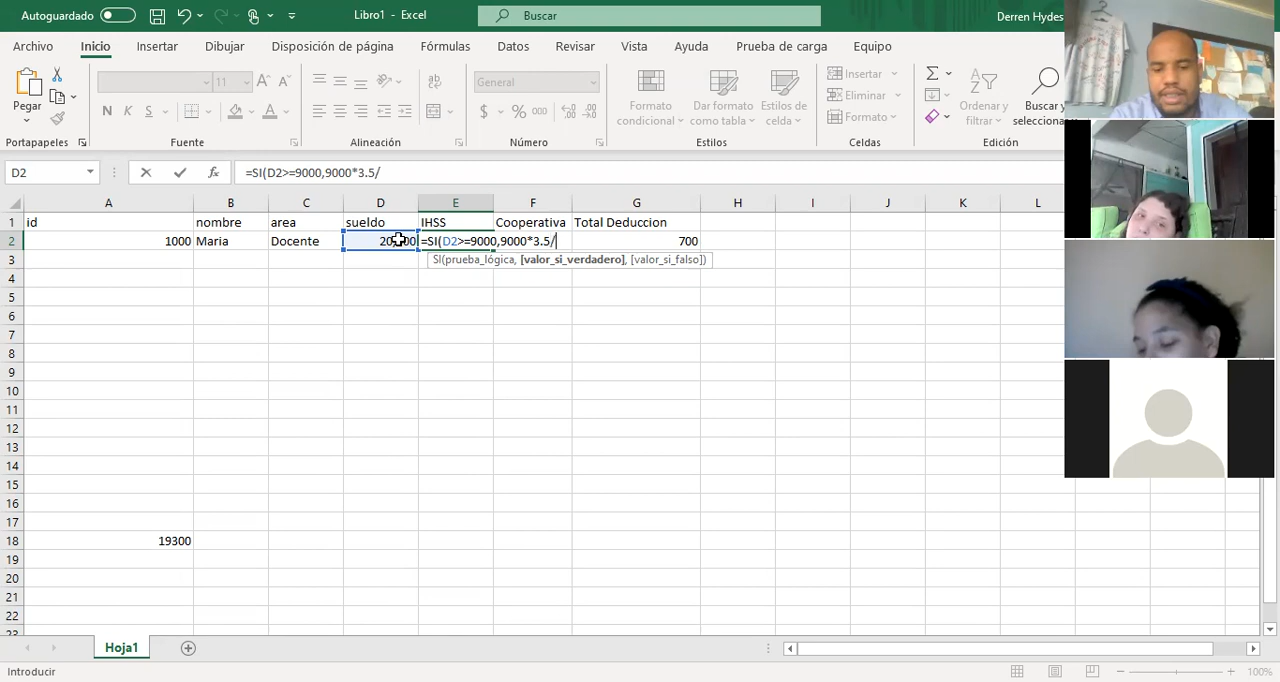 Autoguardado Libro1 - Excel Buscar Derren Hydes
Archivo Inicio Insertar Dibujar Disposición de página Fórmulas Datos Revisar Vista Ayuda Prueba de carga Equipo
Pegar
11
N K S
General
$ % 000
Formato condicional
Dar formato como tabla
Estilos de celda
Insertar
Eliminar
Formato
Ordenar y filtrar
Buscar y selecciona
Portapapeles Fuente Alineación Número Estilos Celdas Edición
D2 fx =SI(D2>=9000,9000*3.5/
A B C D E F G H I J K L
1 id nombre area sueldo IHSS Cooperativa Total Deduccion
2 1000 Maria Docente =SI(D2>=9000,9000*3.5/ 700
3 SI(prueba_lógica, [valor_si_verdadero], [valor_si_falso])
4
5
6
7
8
9
10
11
12
13
14
15
16
17
18 19300
19
20
21
22
23
Hoja1
Introducir 100%